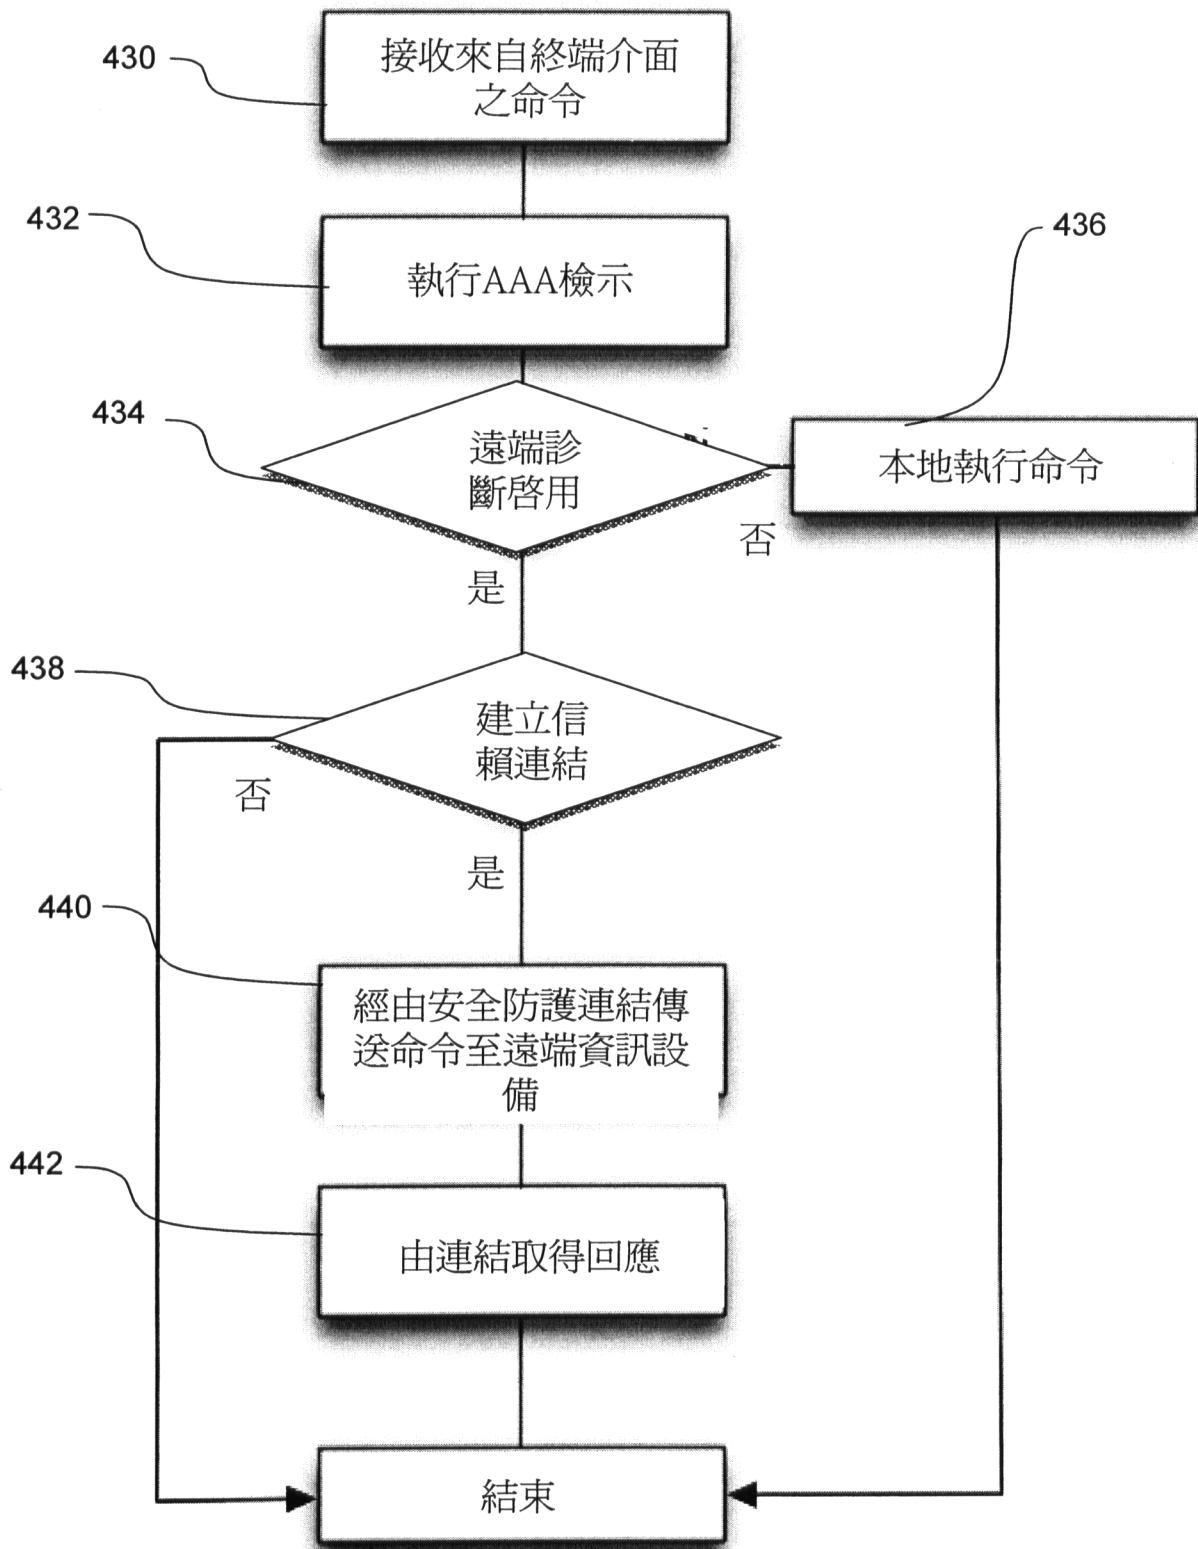 430
接收來自終端介面
之命令
432
執行AAA檢示
436
434
遠端診
斷啓用
本地執行命令
否
是
438
建立信
賴連結
否
是
440
經由安全防護連結傳
送命令至遠端資訊設
備
442
由連結取得回應
結束